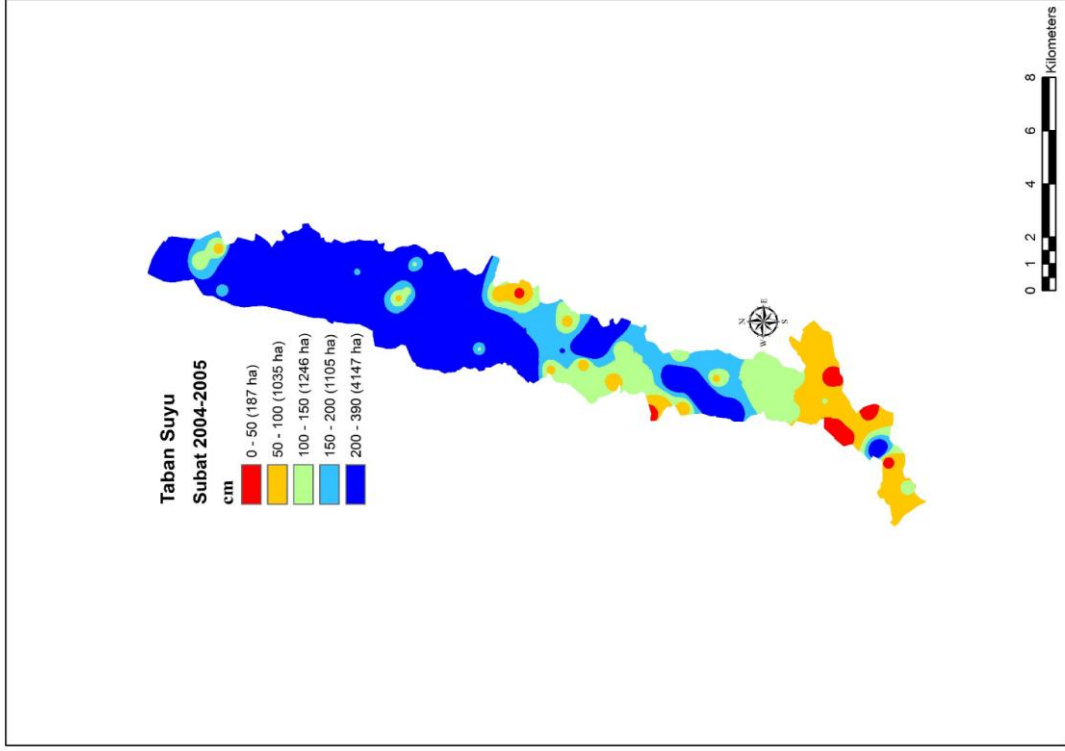 Taban Suyu
Subat 2004-2005
cm
0 - 50 (187 ha)
50 - 100 (1035 ha)
100 - 150 (1246 ha)
150 - 200 (1105 ha)
200 - 390 (4147 ha)
N
W E
S
0 1 2 4 6 8
Kilometers